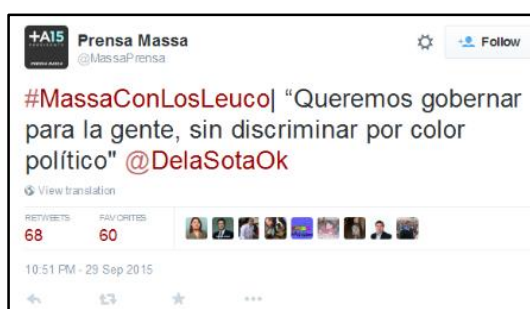 +A15
Prensa Massa
@MassaPrensa
Follow
#MassaConLosLeuco| “Queremos gobernar
para la gente, sin discriminar por color
político" @DelaSotaOk
View translation
RETWEETS
FAVORITES
68
60
10:51 PM - 29 Sep 2015